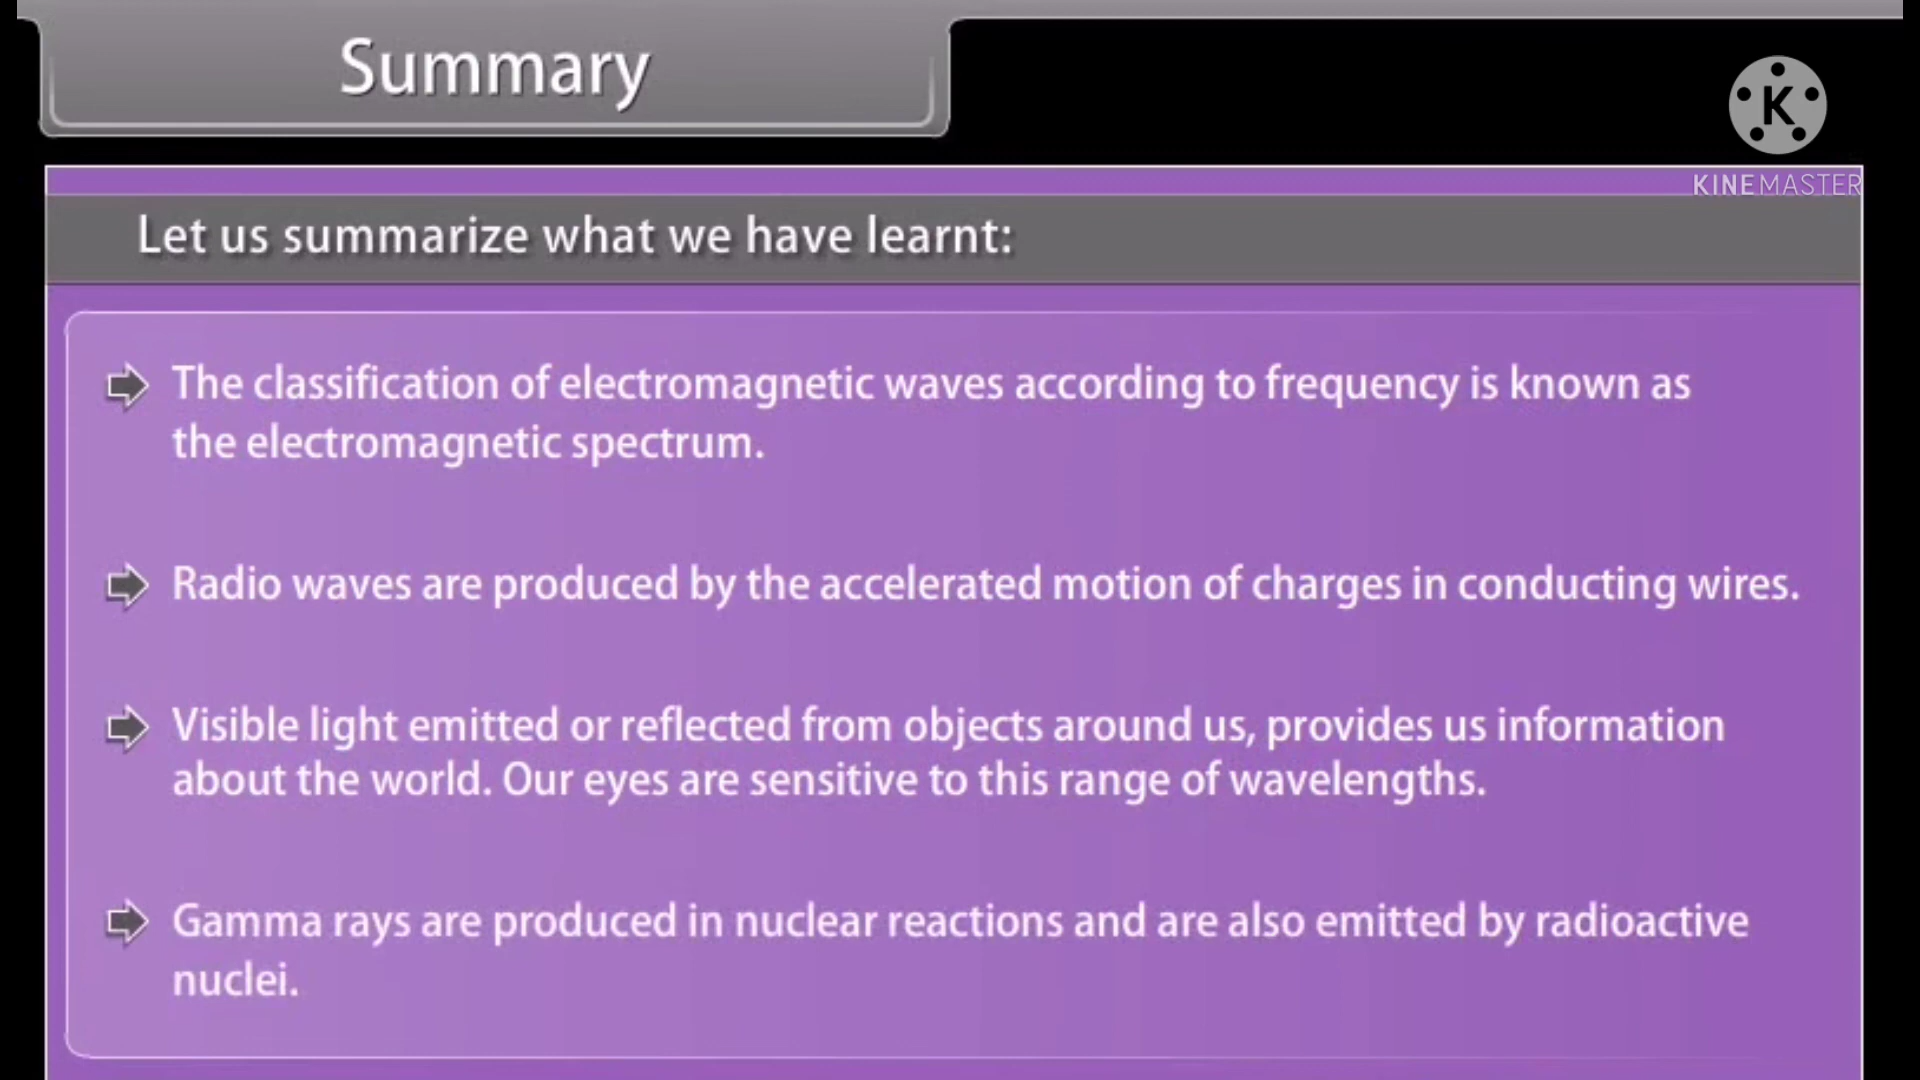 Summary
K
KINEMASTER
Let us summarize what we have learnt:
The classification of electromagnetic waves according to frequency is known as
the electromagnetic spectrum.
Radio waves are produced by the accelerated motion of charges in conducting wires.
Visible light emitted or reflected from objects around us, provides us information
about the world. Our eyes are sensitive to this range of wavelengths.
Gamma rays are produced in nuclear reactions and are also emitted by radioactive
nuclei.